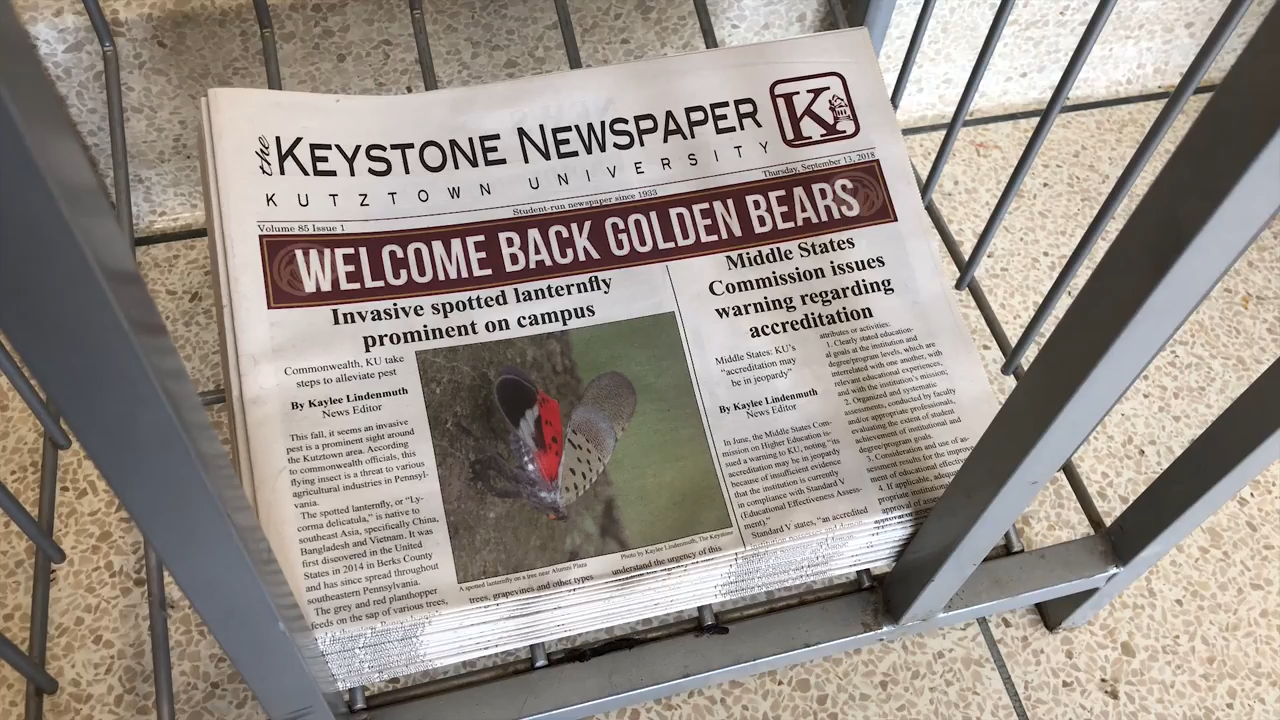 the KEYSTONE NEWSPAPER K
KUTZTOWN UNIVERSITY
Volume 85 Issue 1
Student-run newspaper since 1933
Thursday, September 13, 2018
WELCOME BACK GOLDEN BEARS
Invasive spotted lanternfly
prominent on campus
Commonwealth, KU take
steps to alleviate pest
By Kaylee Lindenmuth
News Editor
This fall, it seems an invasive
pest is a prominent sight around
the Kutztown area. According
to commonwealth officials, this
flying insect is a threat to various
agricultural industries in Pennsyl-
vania.
The spotted lanternfly, or “Ly-
corma delicatula,” is native to
southeast Asia, specifically China,
Bangladesh and Vietnam. It was
first discovered in the United
States in 2014 in Berks County
and has since spread throughout
southeastern Pennsylvania.
The grey and red planthopper
feeds on the sap of various trees,
Photo by Kaylee Lindenmuth, The Keystone
A spotted lanternfly on a tree near Alumni Plaza
trees, grapevines and other types
understand the urgency of this
Middle States
Commission issues
warning regarding
accreditation
Middle States: KU's
“accreditation may
be in jeopardy”
By Kaylee Lindenmuth
News Editor
In June, the Middle States Com-
mission on Higher Education is-
sued a warning to KU, noting “its
accreditation may be in jeopardy
because of insufficient evidence
that the institution is currently
in compliance with Standard V
(Educational Effectiveness Assess-
ment).”
Standard V states, “an accredited
attributes or activities:
1. Clearly stated education-
al goals at the institution and
degree/program levels, which are
interrelated with one another, with
relevant educational experiences,
and with the institution's mission;
2. Organized and systematic
assessments, conducted by faculty
and/or appropriate professionals,
evaluating the extent of student
achievement of institutional and
degree/program goals.
3. Consideration and use of as-
sessment results for the improve-
ment of educational effective
4. If applicable, adequate
propriate institution
approval of asses